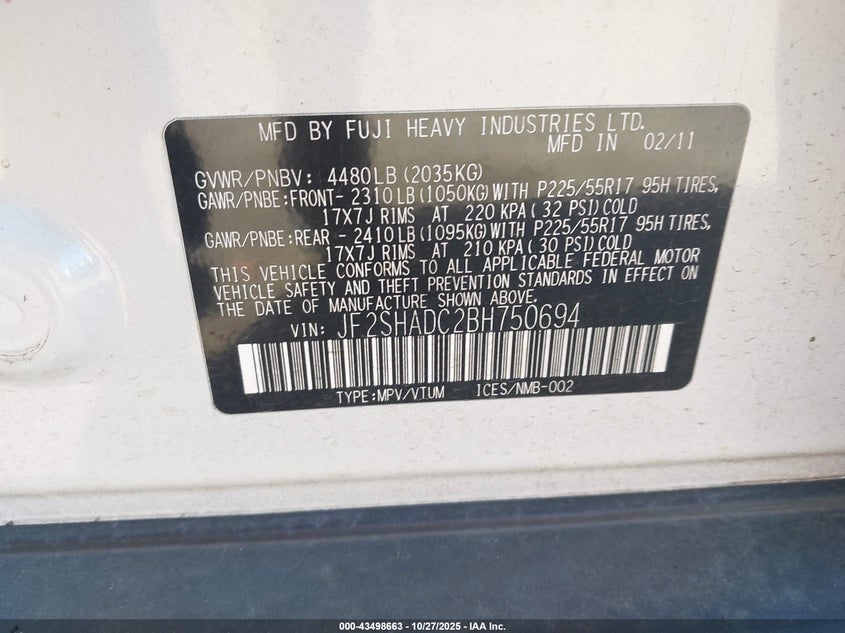 MFD BY FUJI HEAVY INDUSTRIES LTD.
MFD IN 02/11
GVWR/PNBV: 4480LB (2035KG)
GAWR/PNBE:FRONT- 2310LB(1050KG)WITH P225/55R17 95H TIRES,
17X7J RIMS AT 220 KPA( 32 PSI)COLD
GAWR/PNBE:REAR - 2410LB(1095KG)WITH P225/55R17 95H TIRES,
17X7J RIMS AT 210 KPA( 30 PSI)COLD
THIS VEHICLE CONFORMS TO ALL APPLICABLE FEDERAL MOTOR
VEHICLE SAFETY AND THEFT PREVENTION STANDARDS IN EFFECT ON
THE DATE OF MANUFACTURE SHOWN ABOVE.
VIN: JF2SHADC2BH750694
TYPE:MPV/VTUM ICES/NMB-002
000-43498663 - 10/27/2025 - IAA Inc.